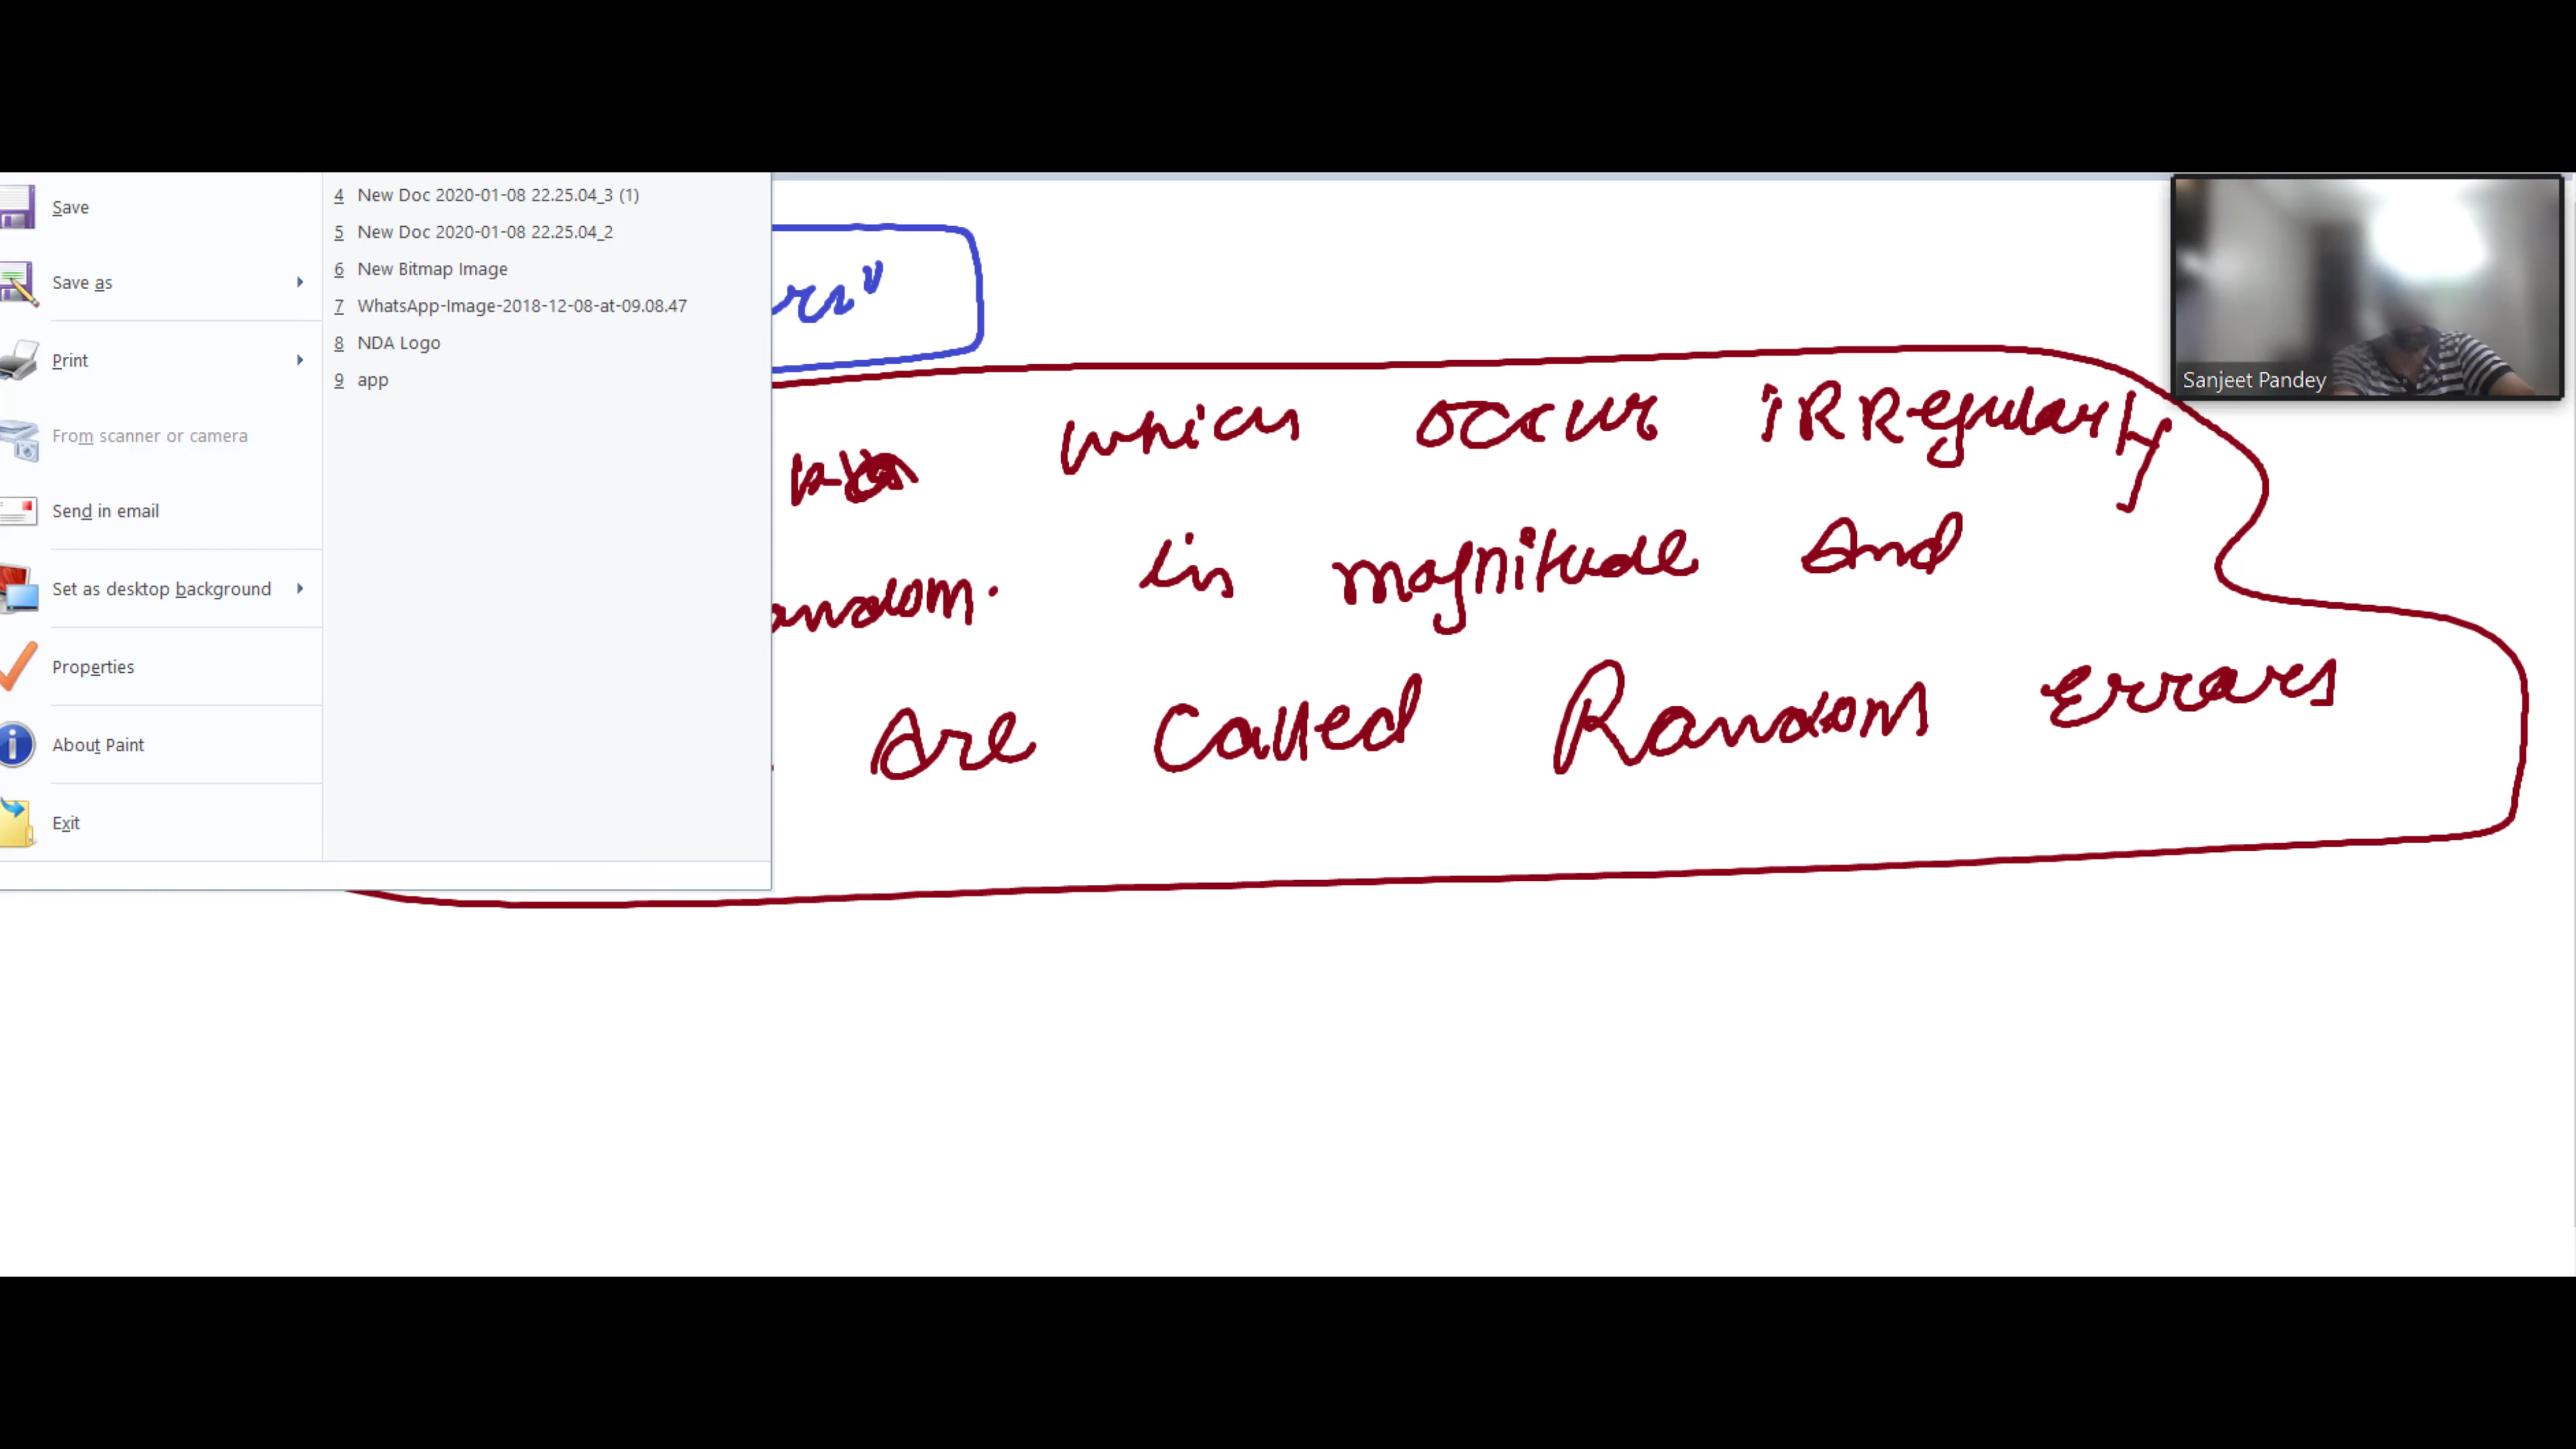 Save
Save as
Print
From scanner or camera
Send in email
Set as desktop background
Properties
About Paint
Exit
4 New Doc 2020-01-08 22.25.04_3 (1)
5 New Doc 2020-01-08 22.25.04_2
6 New Bitmap Image
7 WhatsApp-Image-2018-12-08-at-09.08.47
8 NDA Logo
9 app
rs"
which occur iRRegularly
andom. in magnitude And
Are called Random errars
Sanjeet Pandey